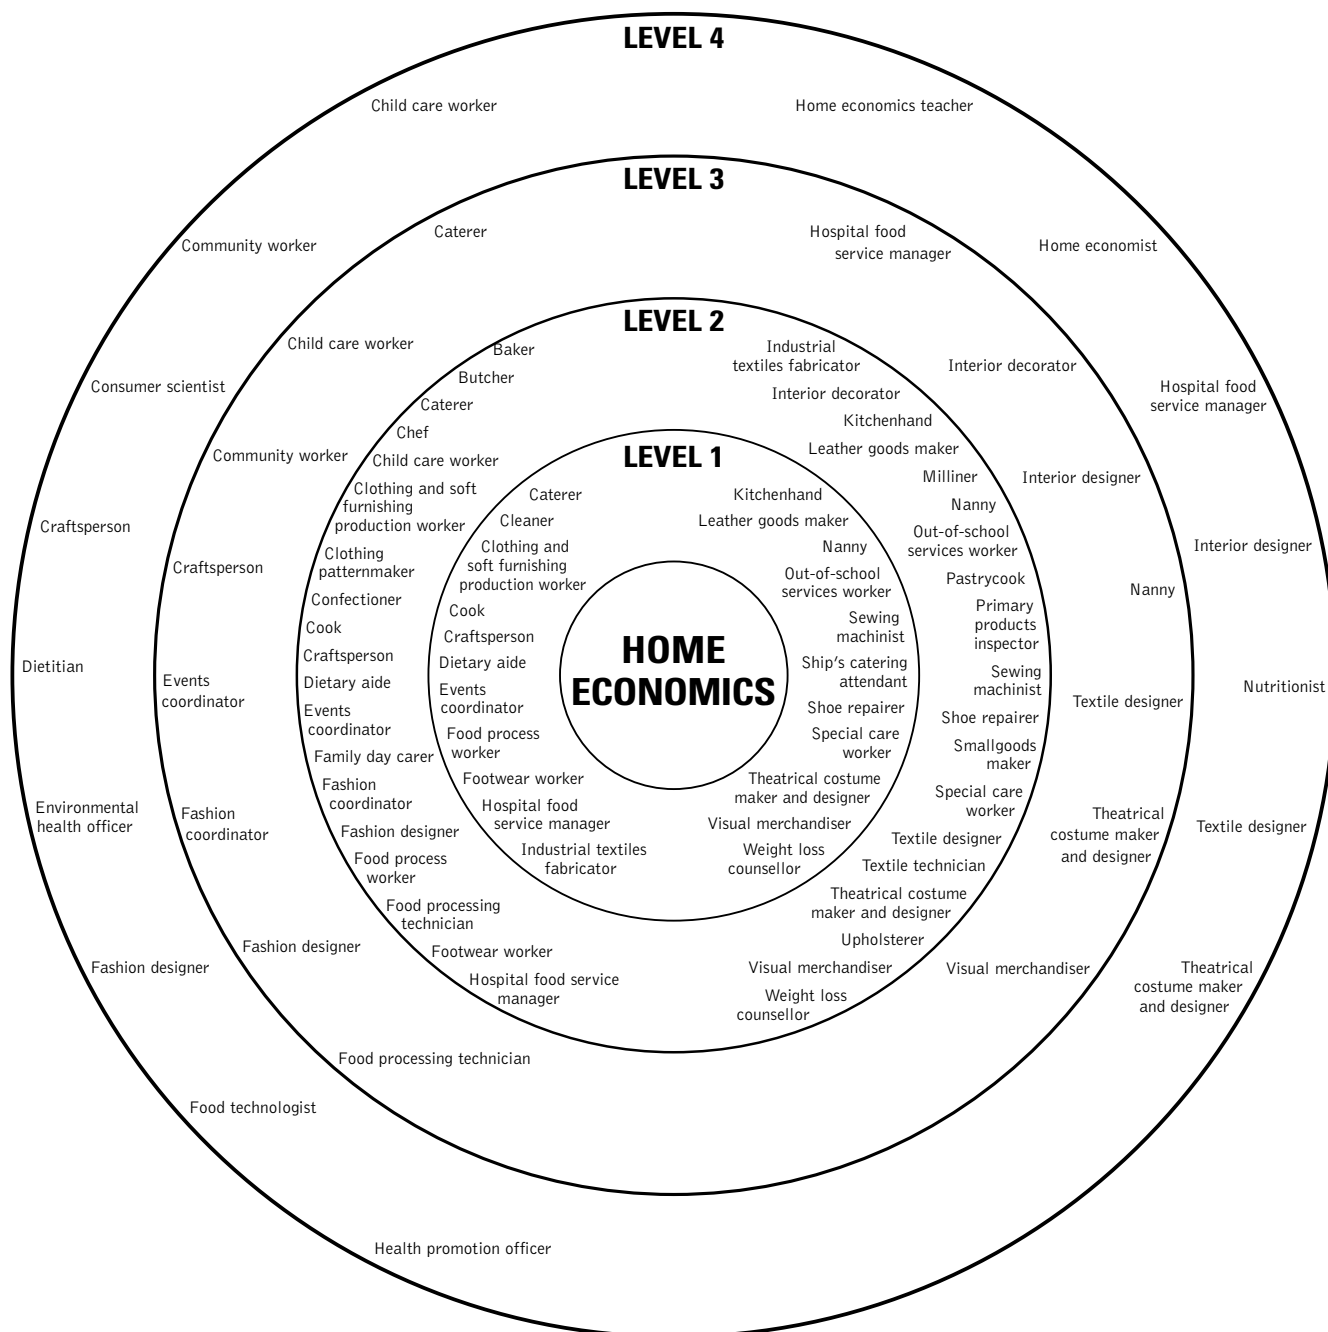 LEVEL 4
Child care worker
Community worker
Consumer scientist
Craftsperson
Dietitian
Environmental
health officer
Fashion designer
Food technologist
Health promotion officer
Home economics teacher
Home economist
Hospital food
service manager
Interior designer
Nutritionist
Textile designer
Theatrical
costume maker
and designer
LEVEL 3
Caterer
Child care worker
Community worker
Craftsperson
Events
coordinator
Fashion
coordinator
Fashion designer
Food processing technician
Hospital food
service manager
Interior decorator
Interior designer
Nanny
Textile designer
Theatrical
costume maker
and designer
Visual merchandiser
LEVEL 2
Baker
Butcher
Caterer
Chef
Child care worker
Clothing and soft
furnishing
production worker
Clothing
patternmaker
Confectioner
Cook
Craftsperson
Dietary aide
Events
coordinator
Family day carer
Fashion
coordinator
Fashion designer
Food process
worker
Food processing
technician
Footwear worker
Hospital food service
manager
Industrial
textiles fabricator
Interior decorator
Kitchenhand
Leather goods maker
Milliner
Nanny
Out-of-school
services worker
Pastrycook
Primary
products
inspector
Sewing
machinist
Shoe repairer
Smallgoods
maker
Special care
worker
Textile designer
Textile technician
Theatrical costume
maker and designer
Upholsterer
Visual merchandiser
Weight loss
counsellor
LEVEL 1
Caterer
Cleaner
Clothing and
soft furnishing
production worker
Cook
Craftsperson
Dietary aide
Events
coordinator
Food process
worker
Footwear worker
Hospital food
service manager
Industrial textiles
fabricator
Kitchenhand
Leather goods maker
Nanny
Out-of-school
services worker
Sewing
machinist
Ship's catering
attendant
Shoe repairer
Special care
worker
Theatrical costume
maker and designer
Visual merchandiser
Weight loss
counsellor
HOME
ECONOMICS